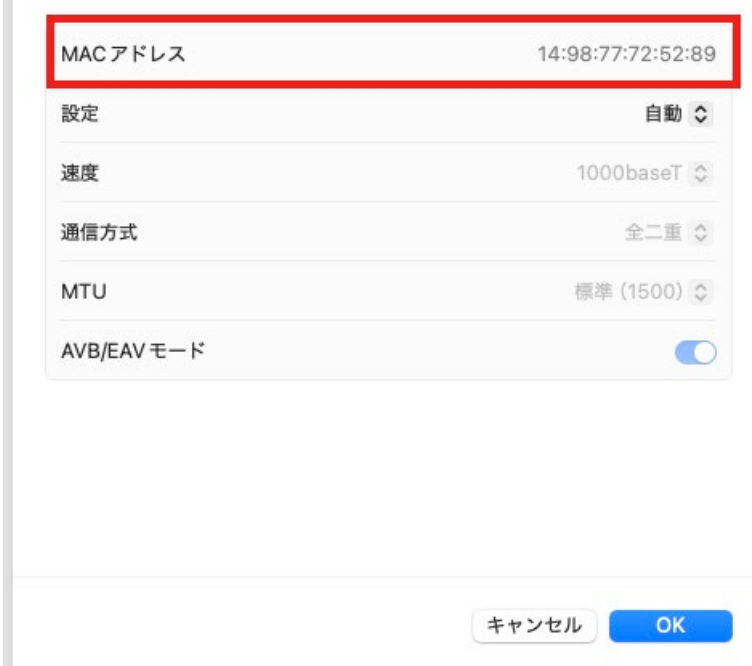 MACアドレス 14:98:77:72:52:89
設定 自動
速度 1000baseT
通信方式 全二重
MTU 標準 (1500)
AVB/EAVモード
キャンセル OK